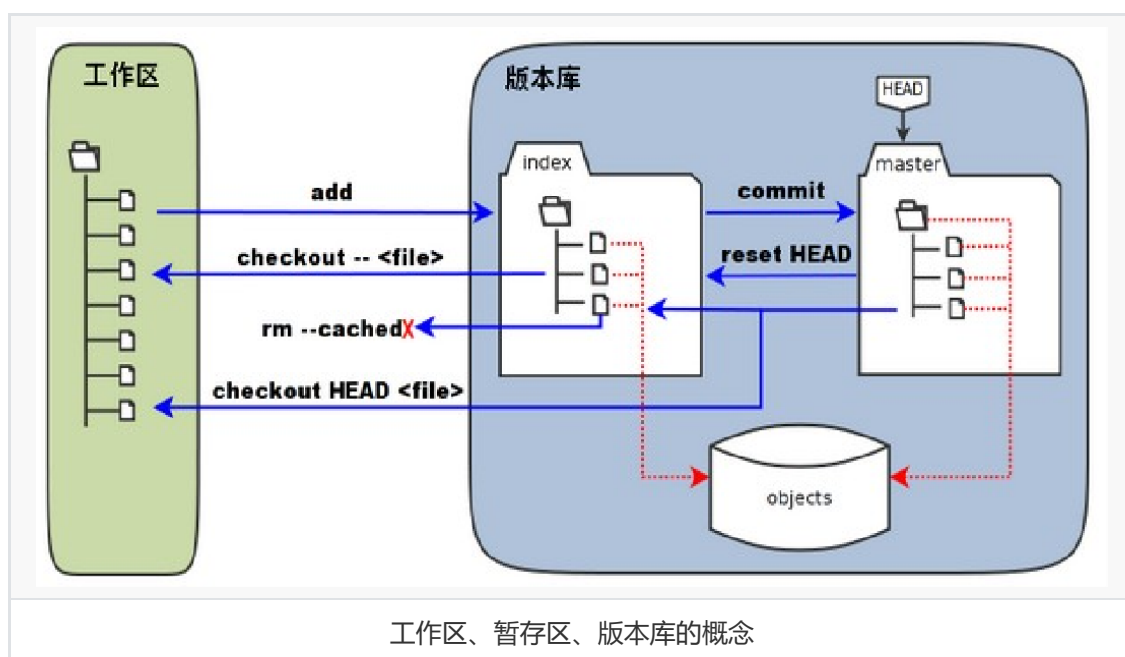 工作区
版本库
HEAD
index
master
add
commit
checkout -- <file>
reset HEAD
rm --cachedX
checkout HEAD <file>
objects
工作区、暂存区、版本库的概念